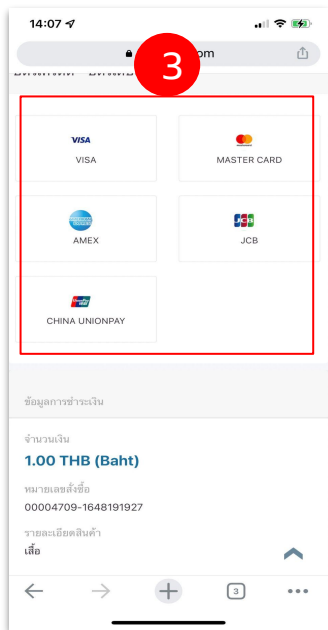 14:07
om
3
VISA
VISA
MASTER CARD
AMEX
JCB
JCB
UnionPay
CHINA UNIONPAY
ข้อมูลการชำระเงิน
จำนวนเงิน
1.00 THB (Baht)
หมายเลขสั่งซื้อ
00004709-1648191927
รายละเอียดสินค้า
เสื้อ
3